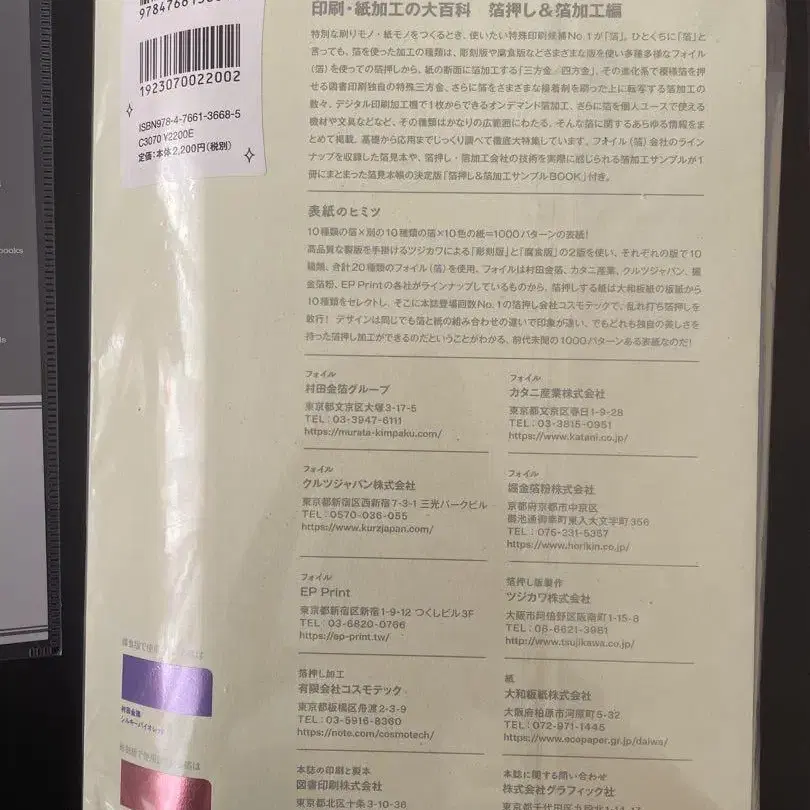 1923070022002
ISBN978-4-7661-3668-5
C3070 ¥2200E
定価:本体2,200円(税別)
印刷・紙加工の大百科 箔押し&箔加工編
特別な刷りモノ・紙モノをつくるとき、使いたい特殊印刷候補No.1が「箔」。ひとくちに「箔」と
言っても、箔を使った加工の種類は、彫刻版や腐食版などさまざまな版を使い多種多様なフォイル
(箔)を使っての箔押しから、紙の断面に箔加工する「三方金/四方金」、その進化系で模様箔を押
せる図書印刷独自の特殊三方金、さらに箔をさまざまな接着剤を刷った上に転写する箔加工の
数々、デジタル印刷加工機で1枚からできるオンデマンド箔加工、さらに箔を個人ユースで使える
機材や文具などなど、その種類はかなりの広範囲にわたる。そんな箔に関するあらゆる情報をま
とめて掲載。基礎から応用までじっくり調べて徹底大特集しています。フォイル(箔)会社のライン
ナップを収録した箔見本や、箔押し・箔加工会社の技術を実際に感じられる箔加工サンプルが1
冊にまとまった箔見本帳の決定版「箔押し&箔加工サンプルBOOK」付き。
表紙のヒミツ
10種類の箔×別の10種類の箔×10色の紙=1000パターンの表紙!
高品質な製版を手掛けるツジカワによる「彫刻版」と「腐食版」の2版を使い、それぞれの版で10
種類、合計20種類のフォイル(箔)を使用。フォイルは村田金箔、カタニ産業、クルツジャパン、堀
金箔粉、EP Printの各社がラインナップしているものから。箔押しする紙は大和板紙の板紙から
10種類をセレクトし、そこに本誌登場回数No.1の箔押し会社コスモテックで、乱れ打ち箔押しを
敢行! デザインは同じでも箔と紙の組み合わせの違いで印象が違い、でもどれも独自の美しさを
持った箔押し加工ができるのだということがわかる、前代未聞の1000パターンある表紙なのだ!
フォイル
村田金箔グループ
東京都文京区大塚3-17-5
TEL:03-3947-6111
https://murata-kimpaku.com/
フォイル
カタニ産業株式会社
東京都文京区春日1-9-28
TEL:03-3815-0951
https://www.katani.co.jp/
フォイル
クルツジャパン株式会社
東京都新宿区西新宿7-3-1 三光パークビル
TEL:0570-036-055
https://www.kurzjapan.com/
フォイル
堀金箔粉株式会社
京都府京都市中京区
御池通御幸町東入大文字町356
TEL:075-231-5357
https://www.horikin.co.jp/
フォイル
EP Print
東京都新宿区新宿1-9-12 つくしビル3F
TEL:03-6820-0766
https://ep-print.tw/
箔押し版製作
ツジカワ株式会社
大阪市阿倍野区阪南町1-15-8
TEL:06-6621-3961
http://www.tsujikawa.co.jp/
箔押し加工
有限会社コスモテック
東京都板橋区舟渡2-3-9
TEL:03-5916-8360
https://note.com/cosmotech/
紙
大和板紙株式会社
大阪府柏原市河原町5-32
TEL:072-971-1445
https://www.ecopaper.gr.jp/daiwa/
本誌の印刷と製本
図書印刷株式会社
東京都北区十条3-10-36
本誌に関する問い合わせ
株式会社グラフィック社
村田金箔
シルキーバイオレット
books